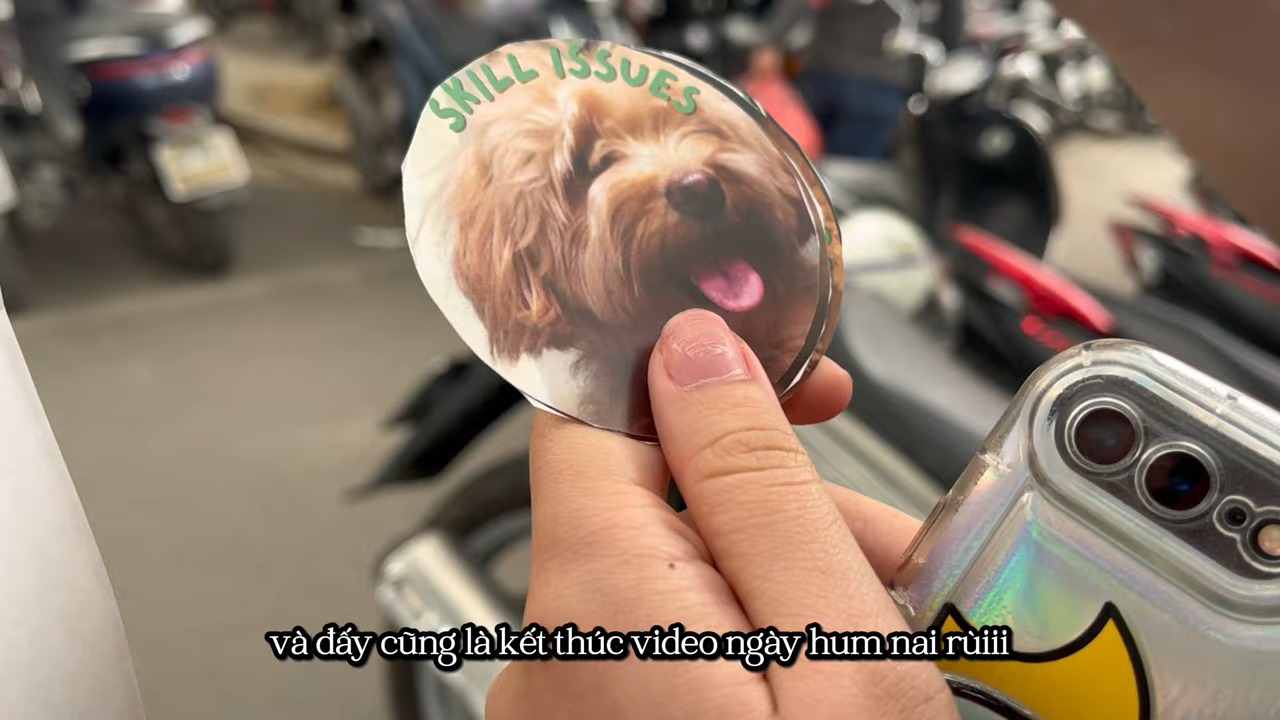 SKILL ISSUES
và đấy cũng là kết thúc video ngày hum nai rùiii